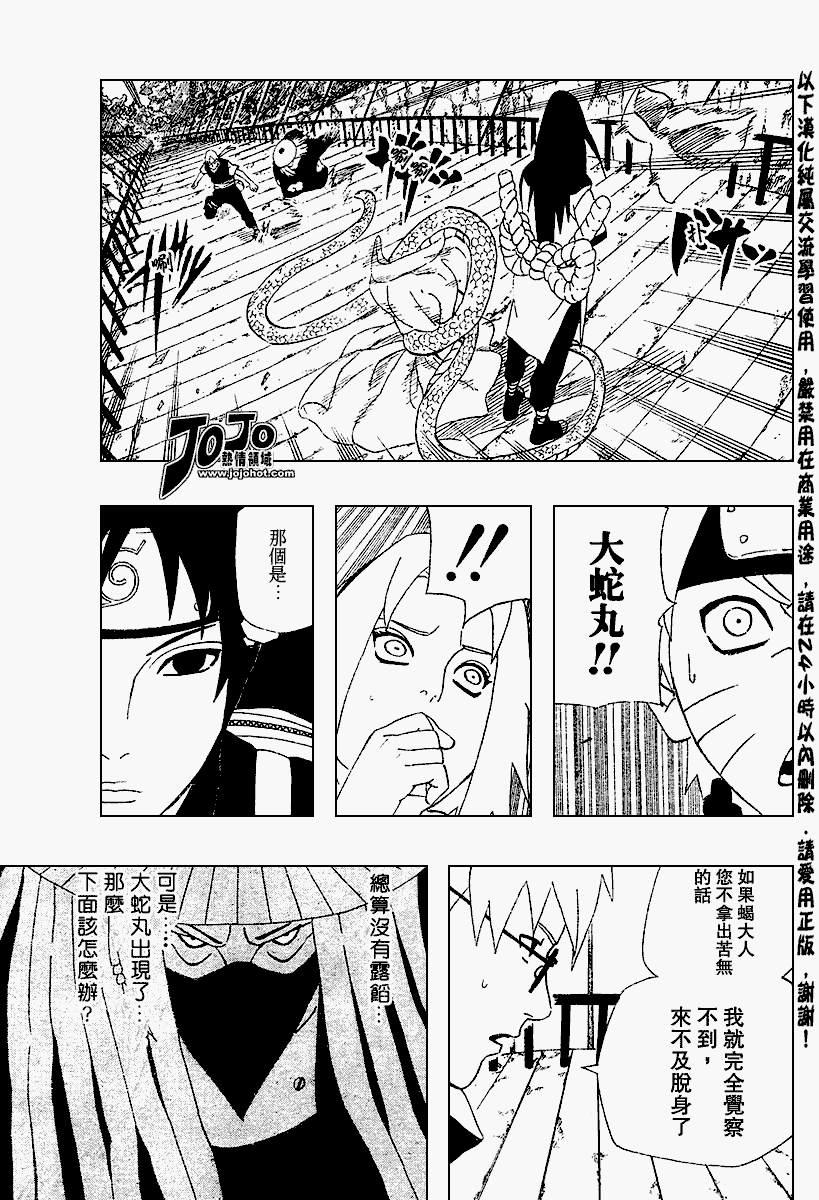 唰
唰
扎
唰
JOJO
熱情領域
www.jojohot.com
大蛇丸!!
!!
那個是…
如果蝎大人
您不拿出苦無
的話
我就完全覺察
不到，
來不及脫身了
總算沒有露餡…
可是……
大蛇丸出現了…
那麼—
下面該怎麼辦？
以下漢化純屬交流學習使用，嚴禁用在商業用途，請在24小時以內刪除．請愛用正版，謝謝！